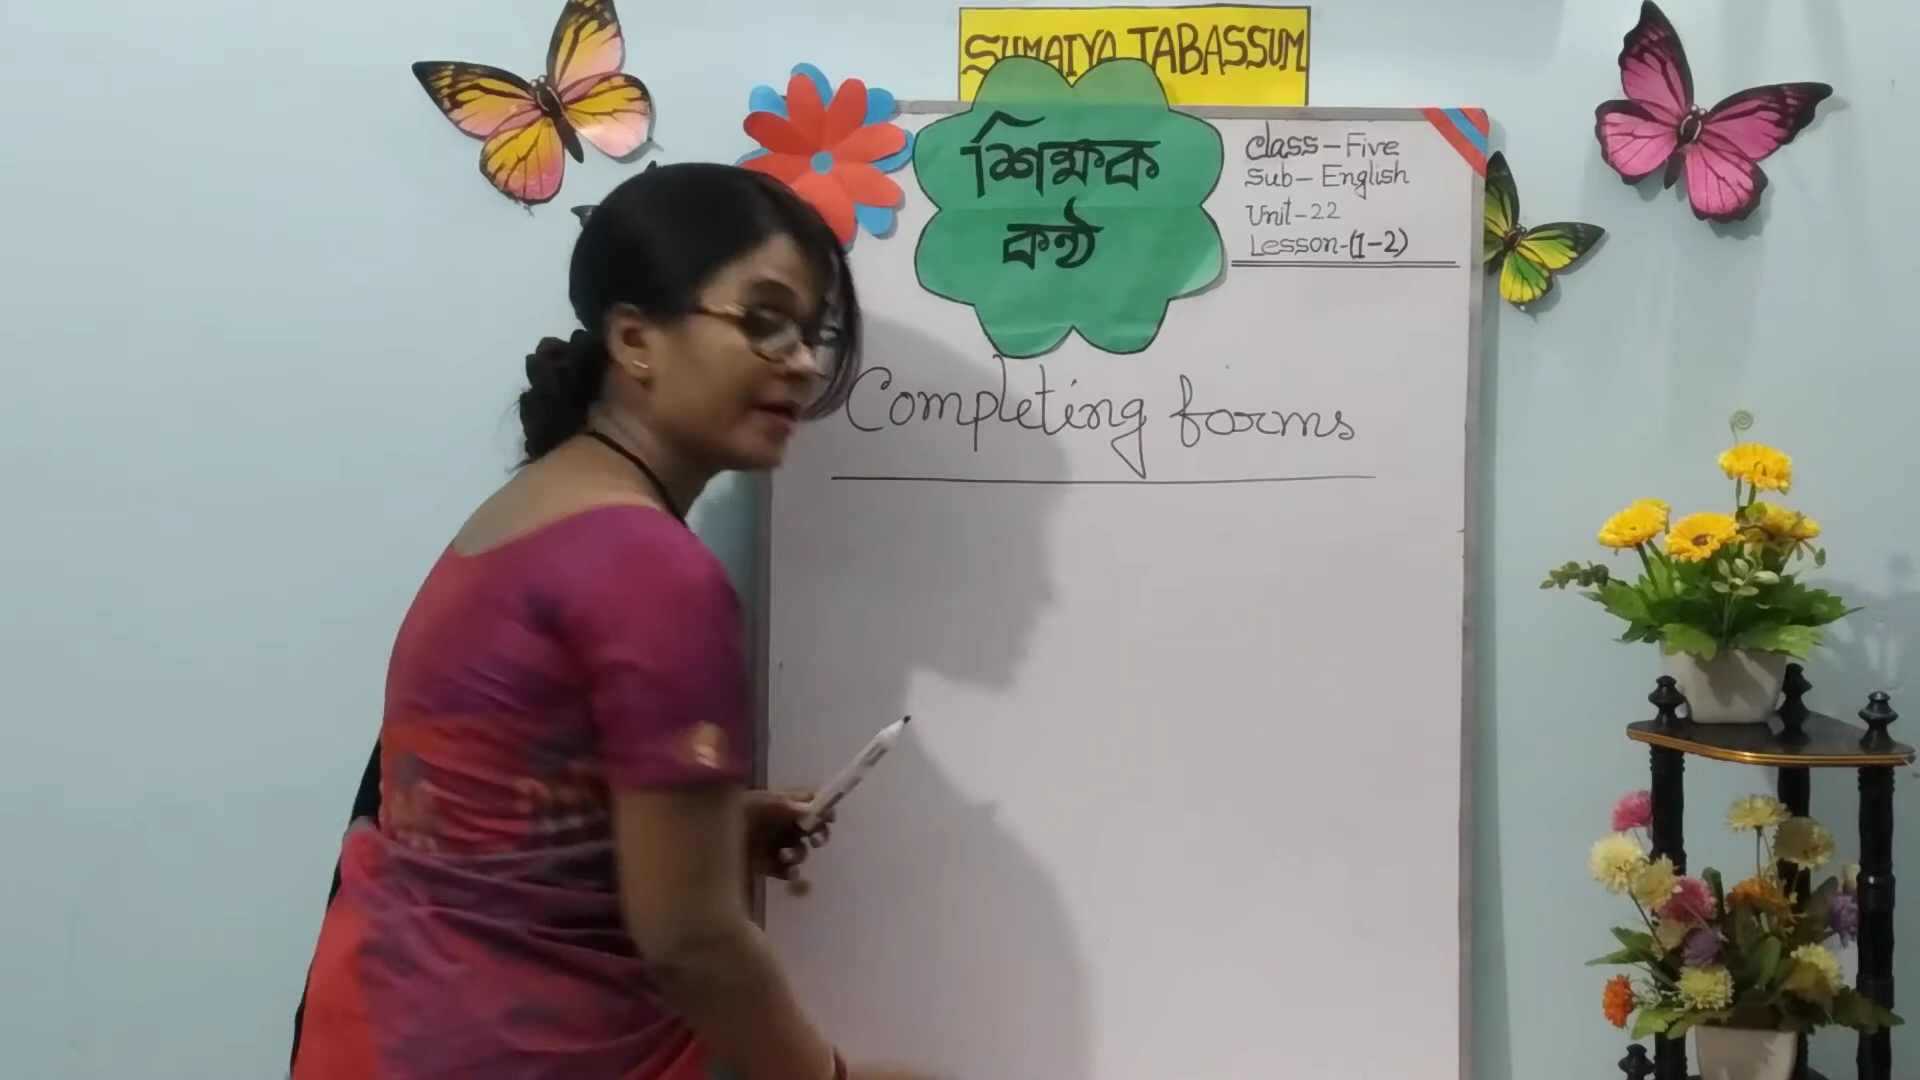 SUMAIYA TABASSUM
শিক্ষক
কন্ঠ
Class-Five
Sub-English
Unit-22
Lesson-(1-2)
Completing forms